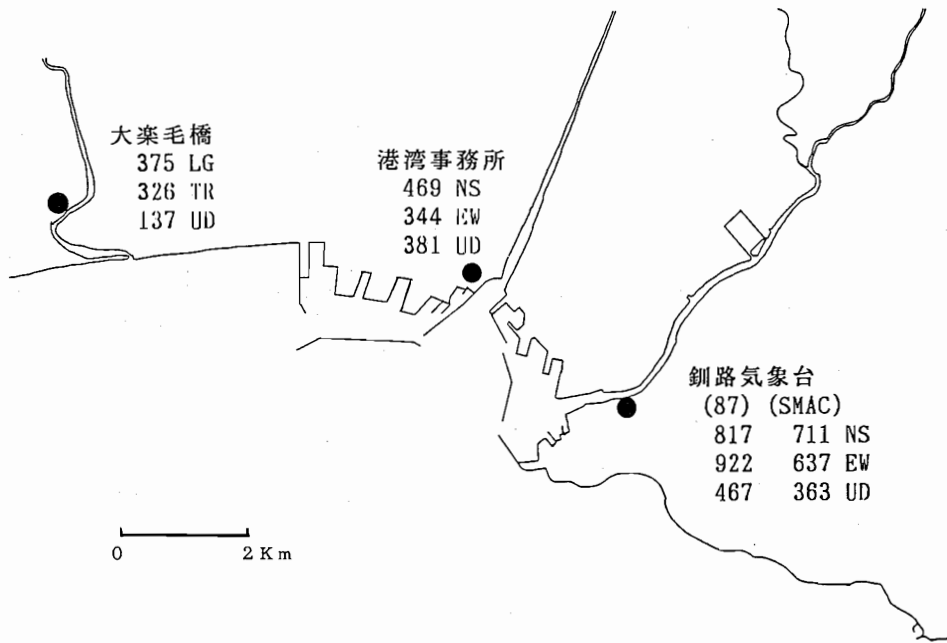 大楽毛橋
375 LG
326 TR
137 UD
港湾事務所
469 NS
344 EW
381 UD
釧路気象台
(87) (SMAC)
817 711 NS
922 637 EW
467 363 UD
0 2 Km